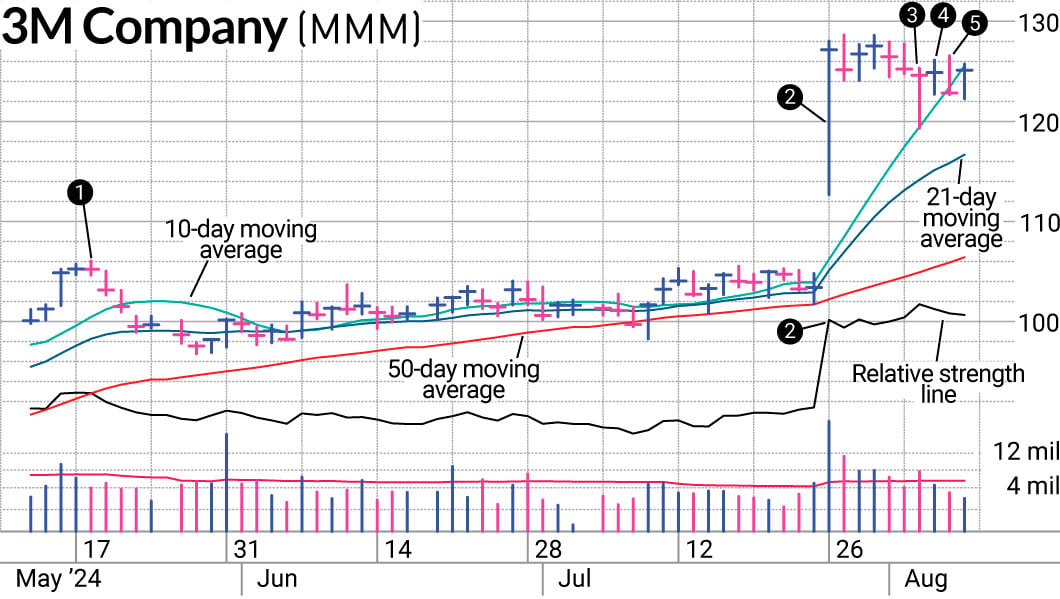 3M Company (MMM)
130
3
4
5
2
120
1
21-day
moving
average
110
10-day moving
average
2
100
50-day moving
average
Relative strength
line
12 mil
4 mil
17
31
14
28
12
26
May '24
Jun
Jul
Aug